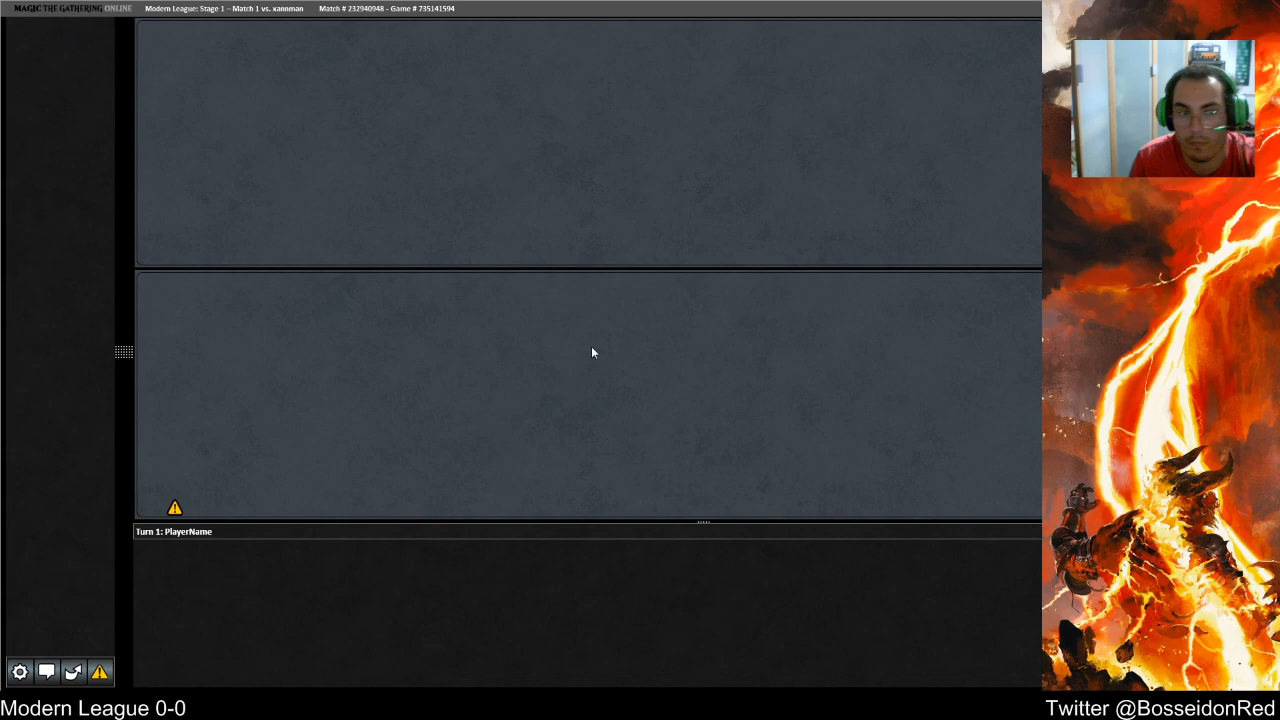 MAGIC THE GATHERING ONLINE Modern League: Stage 1 – Match 1 vs. xannman Match # 232940948 - Game # 735141594
Turn 1: PlayerName
Modern League 0-0
Twitter @BosseidonRed